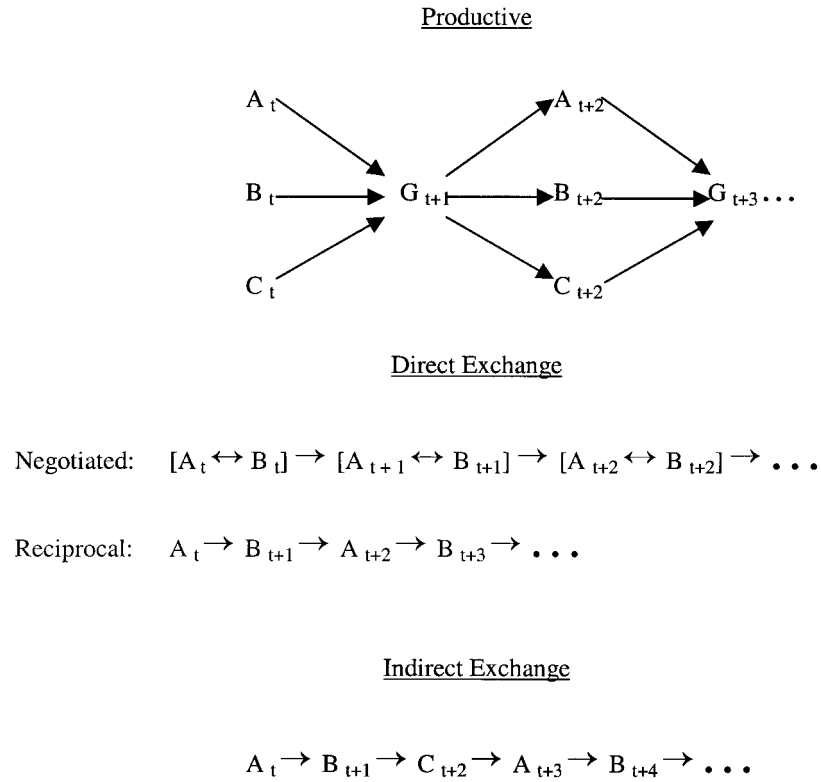 Productive
A t A t+2
B t G t+1 B t+2 G t+3 ...
C t C t+2
Direct Exchange
Negotiated: [A t ↔ B t] → [A t + 1 ↔ B t+1] → [A t+2 ↔ B t+2] → ...
Reciprocal: A t → B t+1 → A t+2 → B t+3 → ...
Indirect Exchange
A t → B t+1 → C t+2 → A t+3 → B t+4 → ...